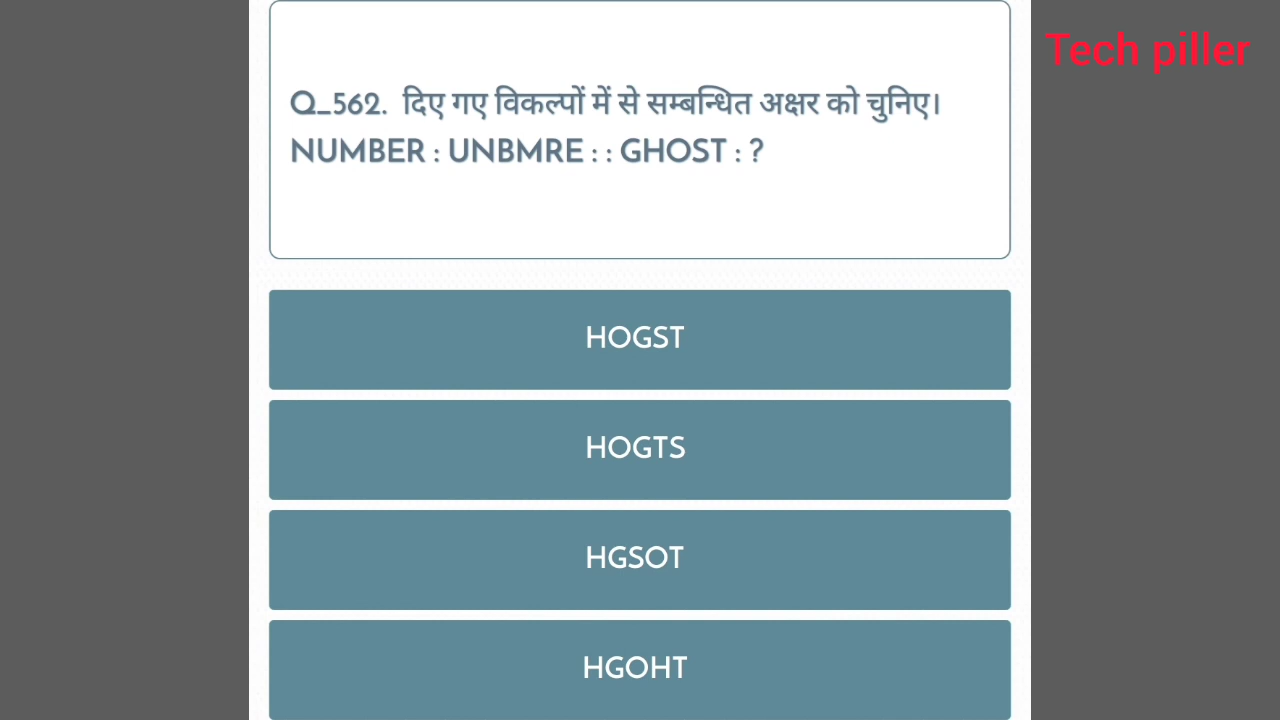 Tech piller
Q_562. दिए गए विकल्पों में से सम्बन्धित अक्षर को चुनिए।
NUMBER : UNBMRE : : GHOST : ?
HOGST
HOGTS
HGSOT
HGOHT